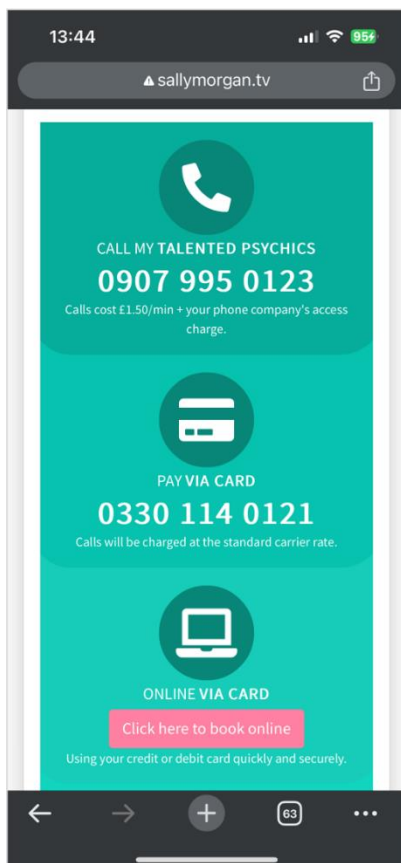 13:44
95
sallymorgan.tv
CALL MY TALENTED PSYCHICS
0907 995 0123
Calls cost £1.50/min + your phone company's access
charge.
PAY VIA CARD
0330 114 0121
Calls will be charged at the standard carrier rate.
ONLINE VIA CARD
Click here to book online
Using your credit or debit card quickly and securely.
63